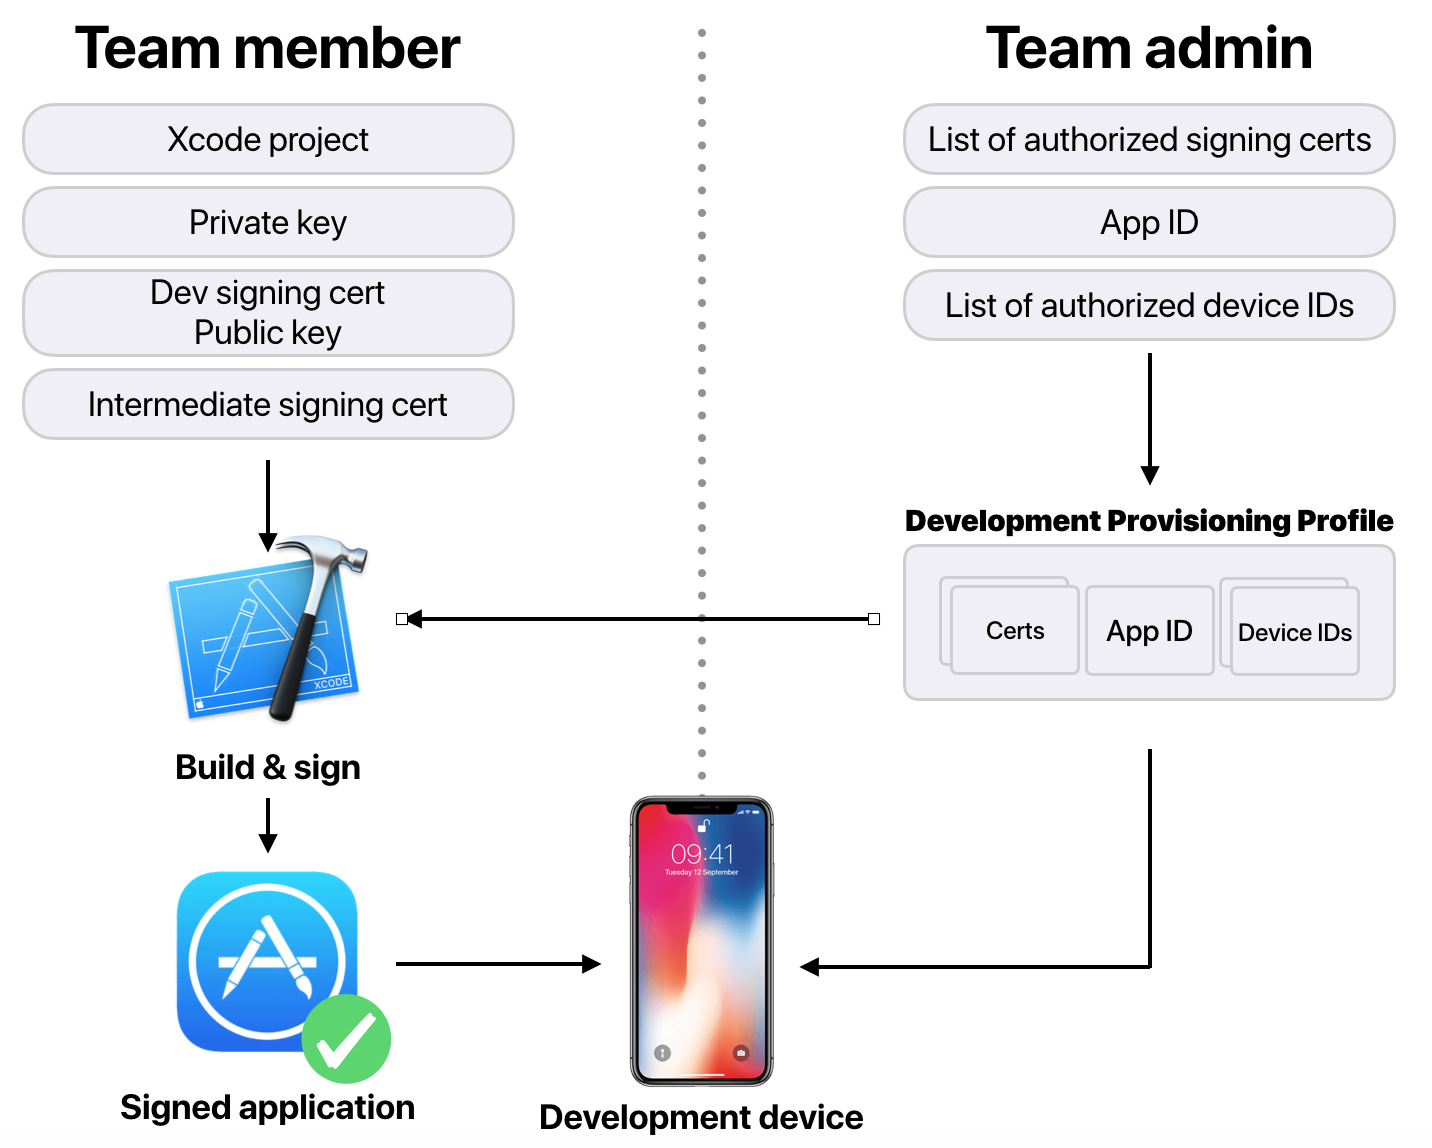 Team member
Xcode project
Private key
Dev signing cert
Public key
Intermediate signing cert
XCODE
Build & sign
Signed application
Team admin
List of authorized signing certs
App ID
List of authorized device IDs
Development Provisioning Profile
Certs
App ID
Device IDs
09:41
Tuesday 12 September
Development device